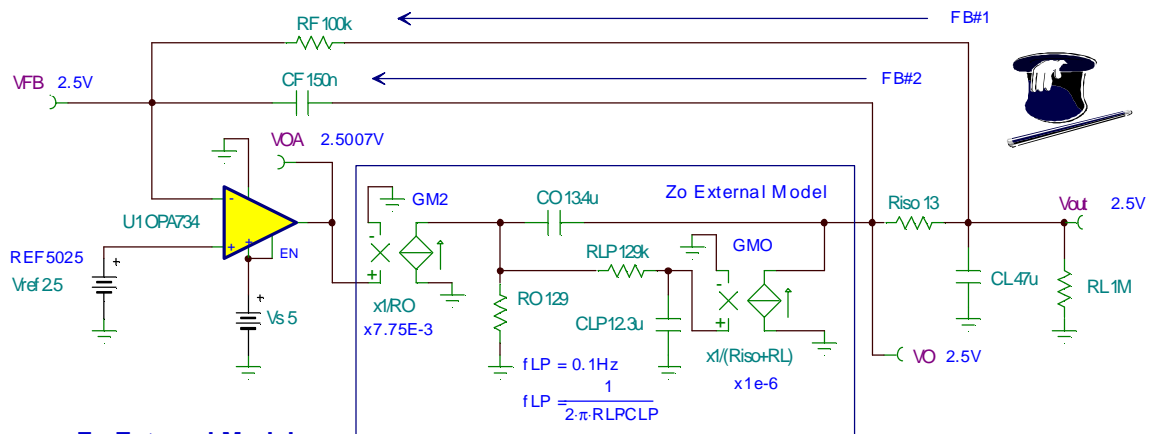 RF 100k
FB#1
VFB 2.5V
CF 150n
FB#2
VOA 2.5007V
Zo External Model
GM2
CO 13.4u
Riso 13
Vout 2.5V
U1 OPA734
-
+
+
EN
REF5025
Vref 2.5
+
Vs 5
+
-
+
x1/RO
x7.75E-3
RO 129
RLP 129k
CLP 12.3u
GMO
-
+
x1/(Riso+RL)
x1e-6
CL 47u
RL 1M
VO 2.5V
fLP = 0.1Hz
fLP = 1
2·π·RLPCLP